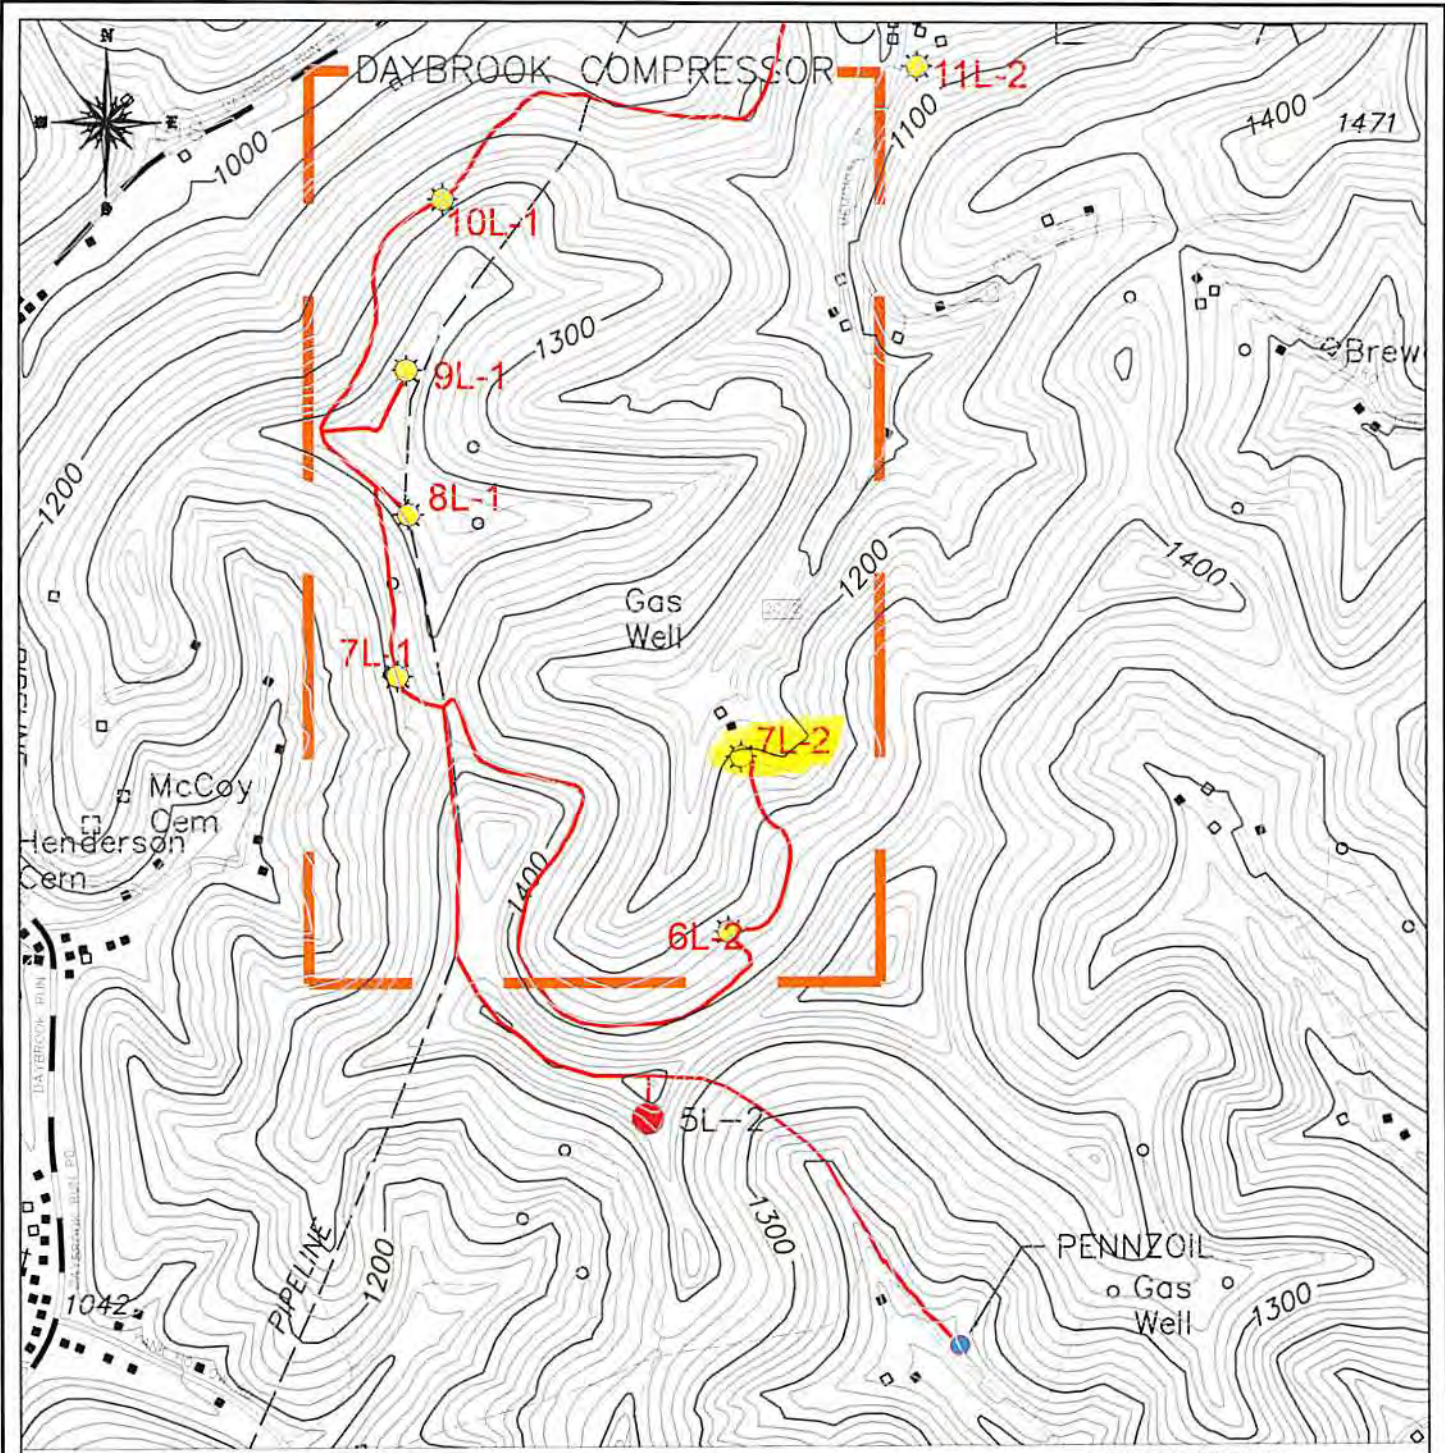 N
DAYBROOK COMPRESSOR
11L-2
1100
1400
1471
1000
10L-1
1300
Brew
9L-1
1200
8L-1
1200
1400
Gas
Well
7L-1
7L-2
McCoy
Cem
Henderson
Cem
1400
6L-2
DAYBROOK RUN
5L-2
1300
PENNZOIL
Gas
Well
1300
PIPELINE
1200
1042